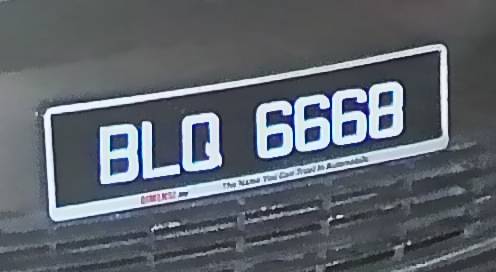 BLQ 6668
The Name You Can Trust In Automobile